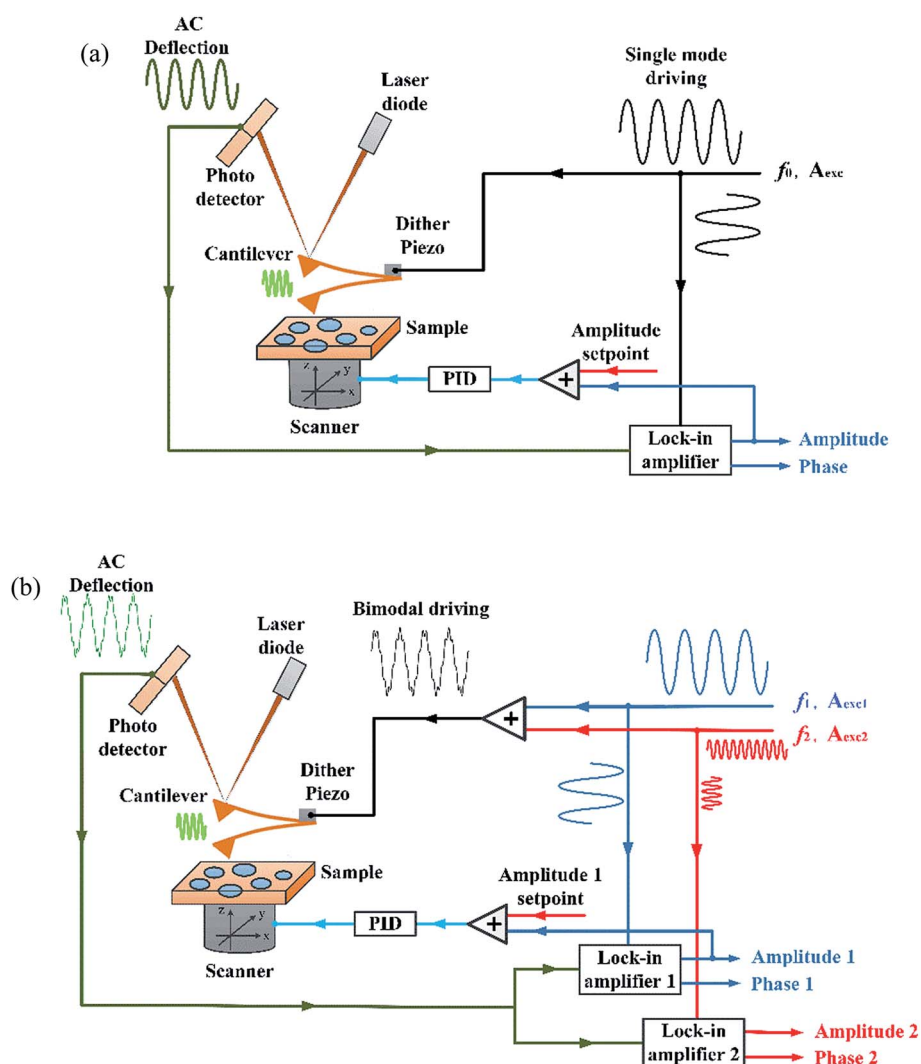 (a)
AC
Deflection
Laser
diode
Single mode
driving
Photo
detector
f₀, Aexc
Dither
Piezo
Cantilever
Sample
Amplitude
setpoint
z
y
x
PID
+
Scanner
Lock-in
amplifier
Amplitude
Phase
(b)
AC
Deflection
Bimodal driving
Laser
diode
f₁, Aexc1
f₂, Aexc2
Photo
detector
Dither
Piezo
Cantilever
+
Sample
Amplitude 1
setpoint
z
y
x
PID
+
Scanner
Lock-in
amplifier 1
Amplitude 1
Phase 1
Lock-in
amplifier 2
Amplitude 2
Phase 2